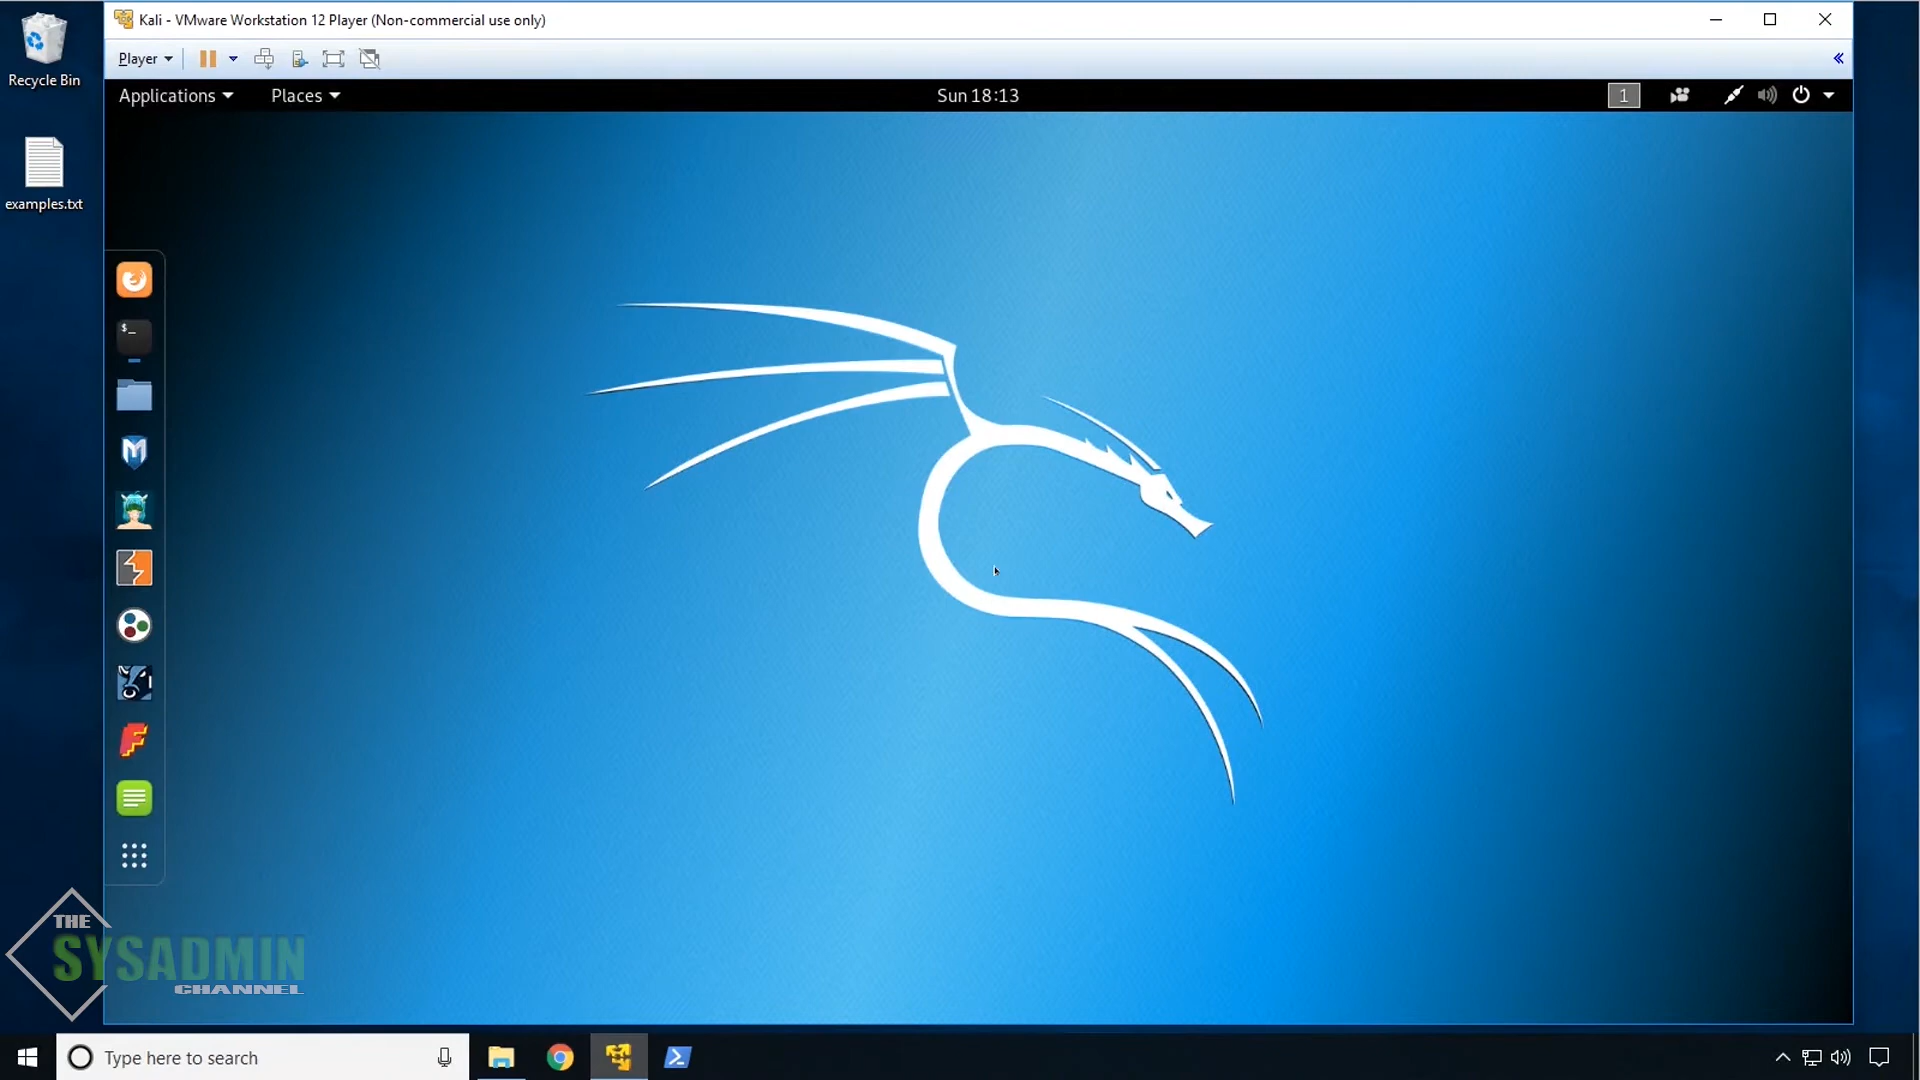 Recycle Bin
examples.txt
Kali - VMware Workstation 12 Player (Non-commercial use only)
Player
Applications
Places
Sun 18:13
1
$_
THE
SYSADMIN
CHANNEL
Type here to search